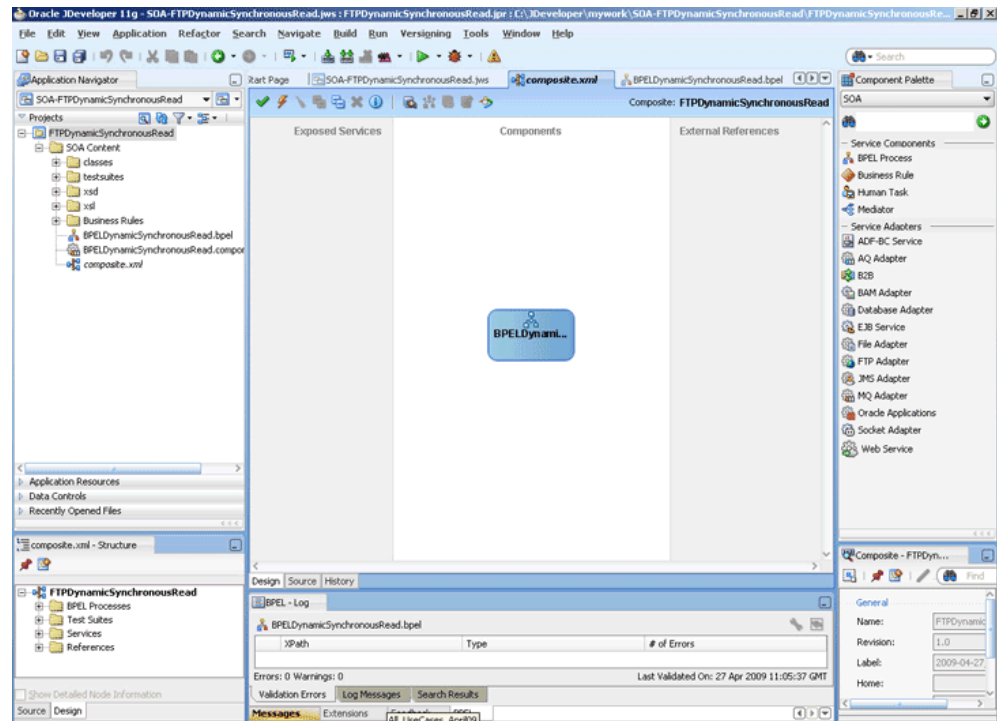 Oracle JDeveloper 11g - SOA-FTPDynamicSynchronousRead.jws : FTPDynamicSynchronousRead.jpr : C:\JDeveloper\mywork\SOA-FTPDynamicSynchronousRead\FTPDynamicSynchronousRe...
File Edit View Application Refactor Search Navigate Build Run Versioning Tools Window Help
Search
Application Navigator
SOA-FTPDynamicSynchronousRead
Projects
FTPDynamicSynchronousRead
SOA Content
classes
testsuites
xsd
xsl
Business Rules
BPELDynamicSynchronousRead.bpel
BPELDynamicSynchronousRead.compor
composite.xml
Application Resources
Data Controls
Recently Opened Files
composite.xml - Structure
FTPDynamicSynchronousRead
BPEL Processes
Test Suites
Services
References
Show Detailed Node Information
Source Design
tart Page SOA-FTPDynamicSynchronousRead.jws composite.xml BPELDynamicSynchronousRead.bpel
Composite: FTPDynamicSynchronousRead
Exposed Services Components External References
BPELDynami...
Design Source History
BPEL - Log
BPELDynamicSynchronousRead.bpel
XPath Type # of Errors
Errors: 0 Warnings: 0 Last Validated On: 27 Apr 2009 11:05:37 GMT
Validation Errors Log Messages Search Results
Messages Extensions
All_UseCases_April09
Component Palette
SOA
Service Components
BPEL Process
Business Rule
Human Task
Mediator
Service Adapters
ADF-BC Service
AQ Adapter
B2B
BAM Adapter
Database Adapter
EJB Service
File Adapter
FTP Adapter
JMS Adapter
MQ Adapter
Oracle Applications
Socket Adapter
Web Service
Composite - FTPDyn...
Find
General
Name: FTPDynamic
Revision: 1.0
Label: 2009-04-27
Home: